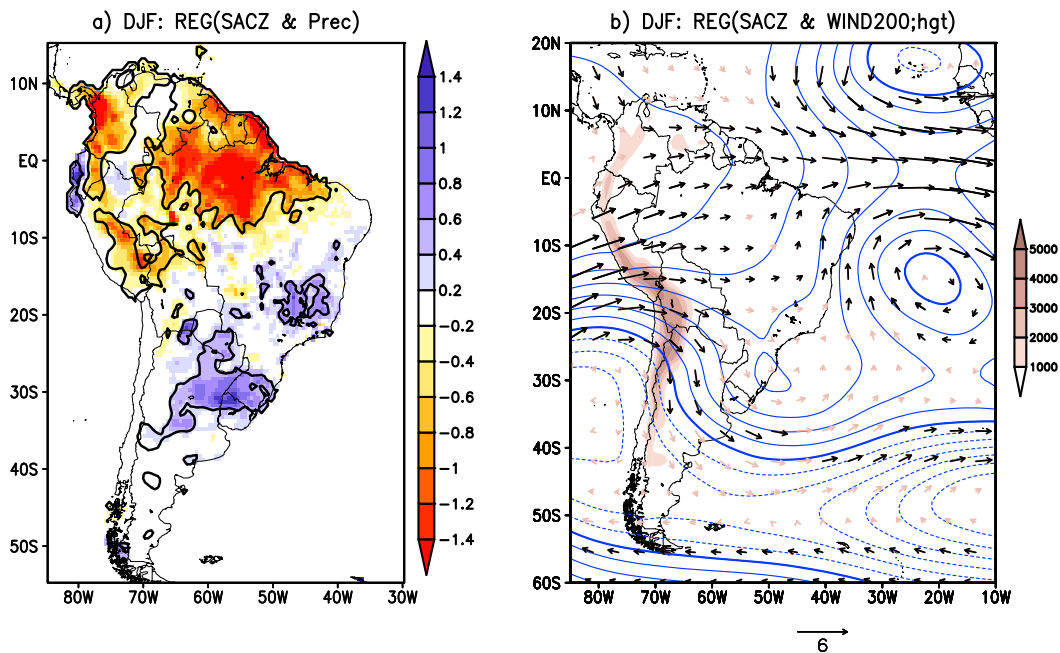 a) DJF: REG(SACZ & Prec)
10N
EQ
10S
20S
30S
40S
50S
80W
70W
60W
50W
40W
30W
1.4
1.2
1
0.8
0.6
0.4
0.2
−0.2
−0.4
−0.6
−0.8
−1
−1.2
−1.4
b) DJF: REG(SACZ & WIND200;hgt)
20N
10N
EQ
10S
20S
30S
40S
50S
60S
80W
70W
60W
50W
40W
30W
20W
10W
5000
4000
3000
2000
1000
6